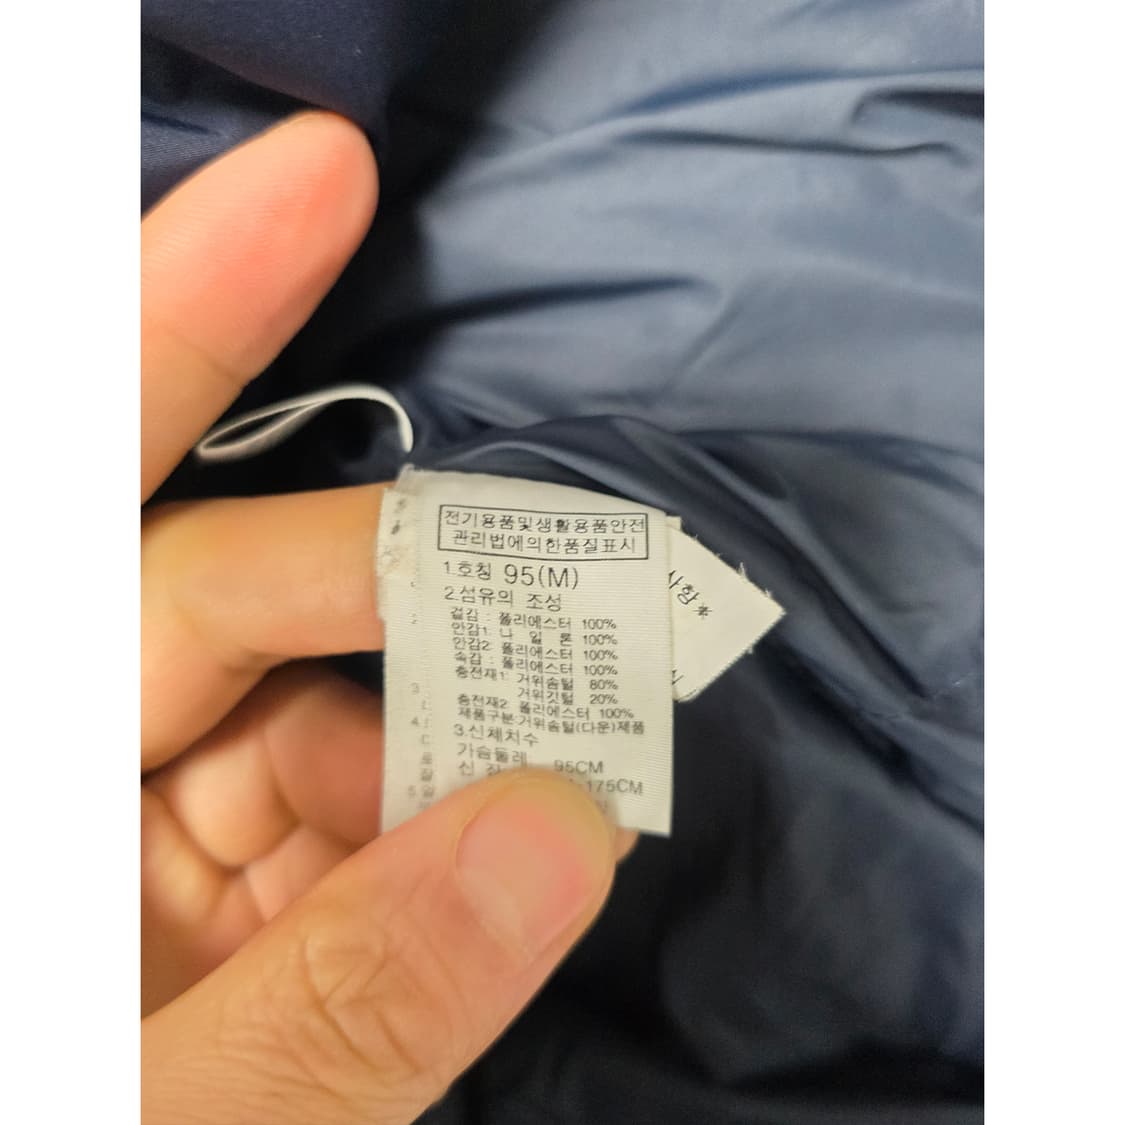 전기용품및생활용품안전
관리법에의한품질표시
1.호칭 95(M)
2.섬유의 조성
겉감 : 폴리에스터 100%
안감1: 나 일 론 100%
안감2: 폴리에스터 100%
속감 : 폴리에스터 100%
충전재1: 거위솜털 80%
거위깃털 20%
충전재2: 폴리에스터 100%
제품구분:거위솜털(다운)제품
3.신체치수
가슴둘레 95CM
신 장 175CM
사항※